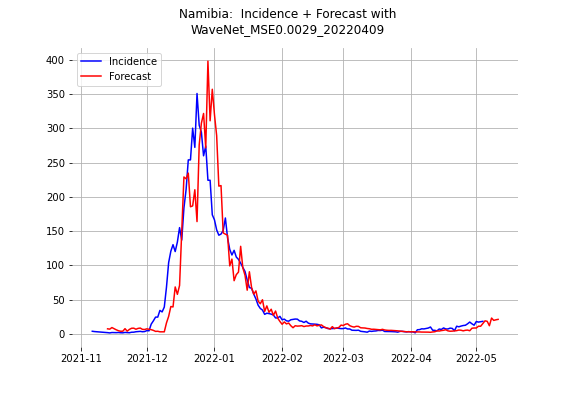 Namibia:  Incidence + Forecast with
WaveNet_MSE0.0029_20220409
Incidence
Forecast
400
350
300
250
200
150
100
50
0
2021-11 2021-12 2022-01 2022-02 2022-03 2022-04 2022-05